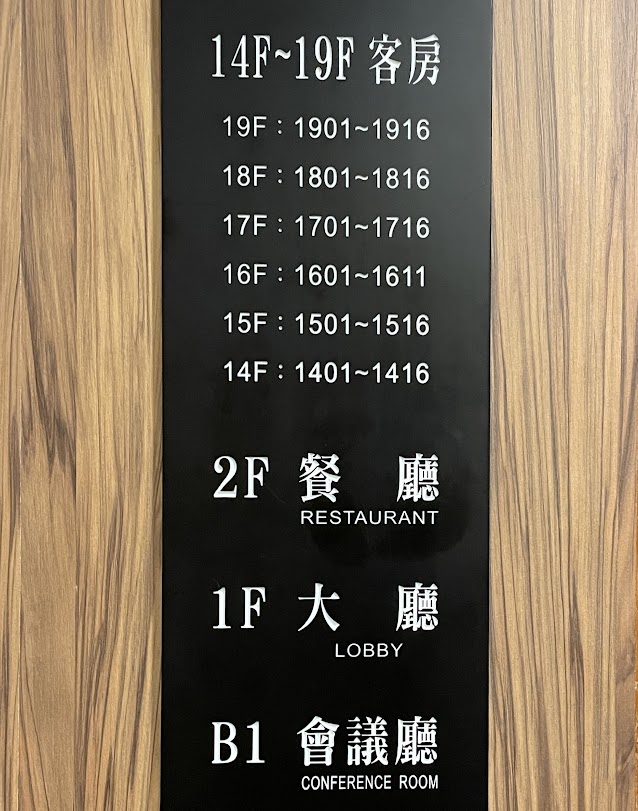 14F~19F 客房
19F：1901~1916
18F：1801~1816
17F：1701~1716
16F：1601~1611
15F：1501~1516
14F：1401~1416
2F 餐 廳
RESTAURANT
1F 大 廳
LOBBY
B1 會議廳
CONFERENCE ROOM